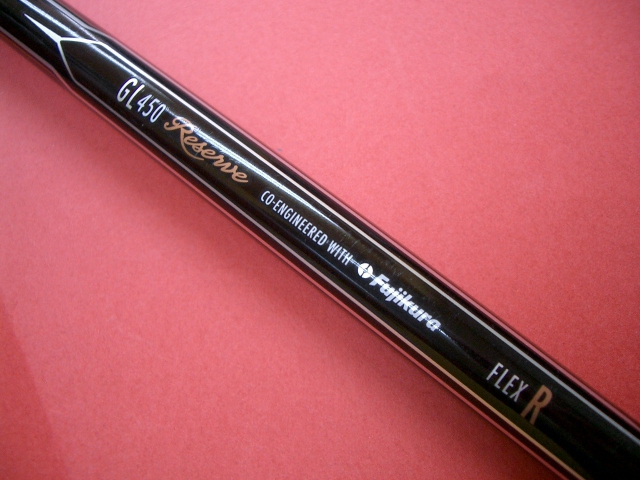 GL450 Reserve CO-ENGINEERED WITH Fujikura FLEX R